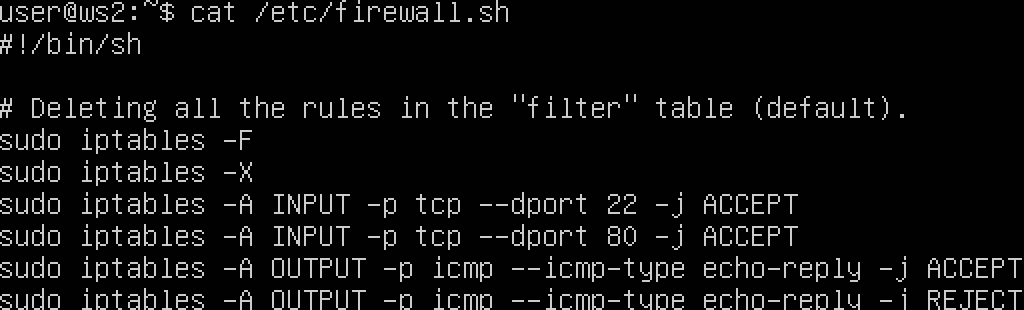 user@ws2:~$ cat /etc/firewall.sh
#!/bin/sh
# Deleting all the rules in the "filter" table (default).
sudo iptables -F
sudo iptables -X
sudo iptables -A INPUT -p tcp --dport 22 -j ACCEPT
sudo iptables -A INPUT -p tcp --dport 80 -j ACCEPT
sudo iptables -A OUTPUT -p icmp --icmp-type echo-reply -j ACCEPT
sudo iptables -A OUTPUT -p icmp --icmp-type echo-reply -j REJECT